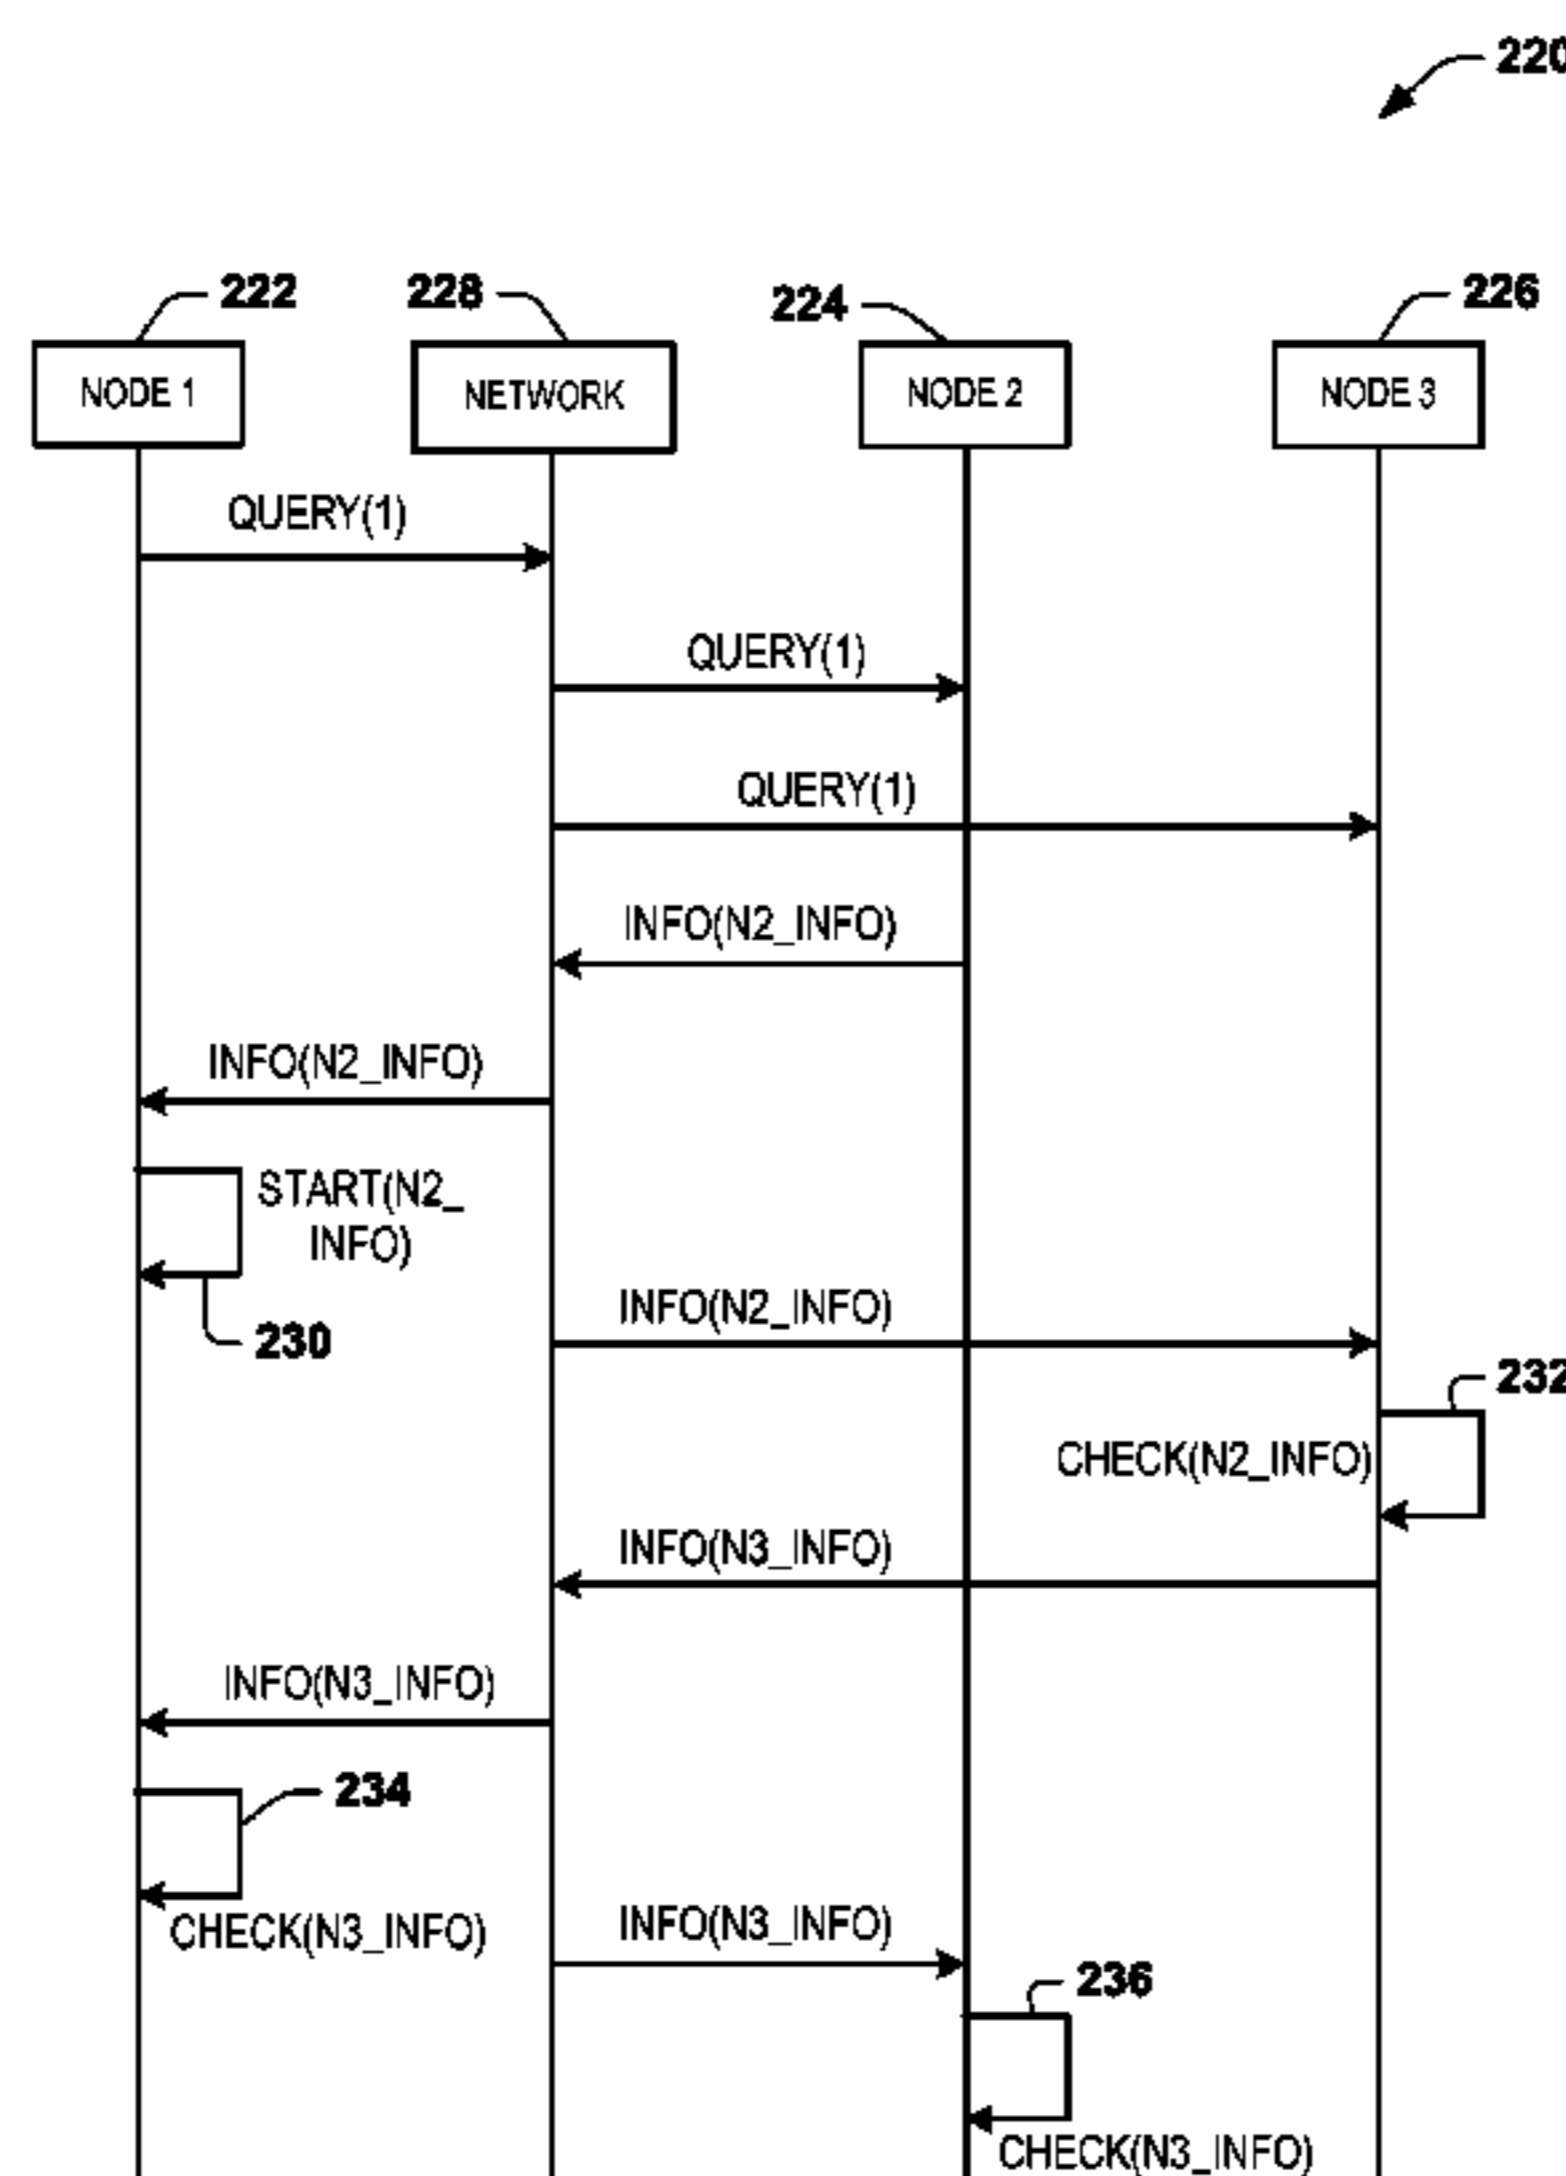 220
222
228
224
226
NODE 1
NETWORK
NODE 2
NODE 3
QUERY(1)
QUERY(1)
QUERY(1)
INFO(N2_INFO)
INFO(N2_INFO)
START(N2_
INFO)
INFO(N2_INFO)
230
232
CHECK(N2_INFO)
INFO(N3_INFO)
INFO(N3_INFO)
234
INFO(N3_INFO)
CHECK(N3_INFO)
236
CHECK(N3_INFO)